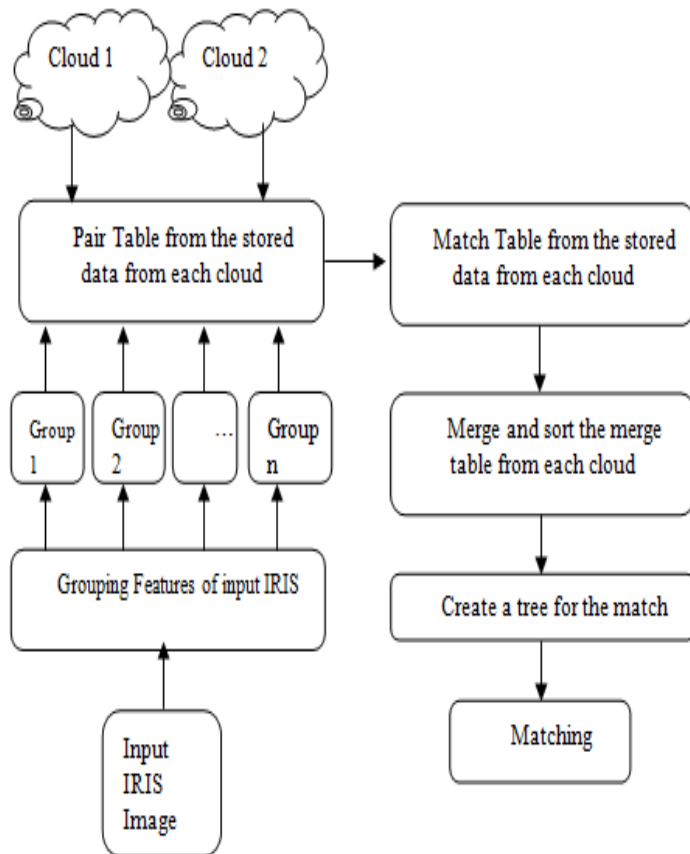 Cloud 1
Cloud 2
Pair Table from the stored
data from each cloud
Match Table from the stored
data from each cloud
Group
1
Group
2
...
Group
n
Merge and sort the merge
table from each cloud
Grouping Features of input IRIS
Create a tree for the match
Input
IRIS
Image
Matching